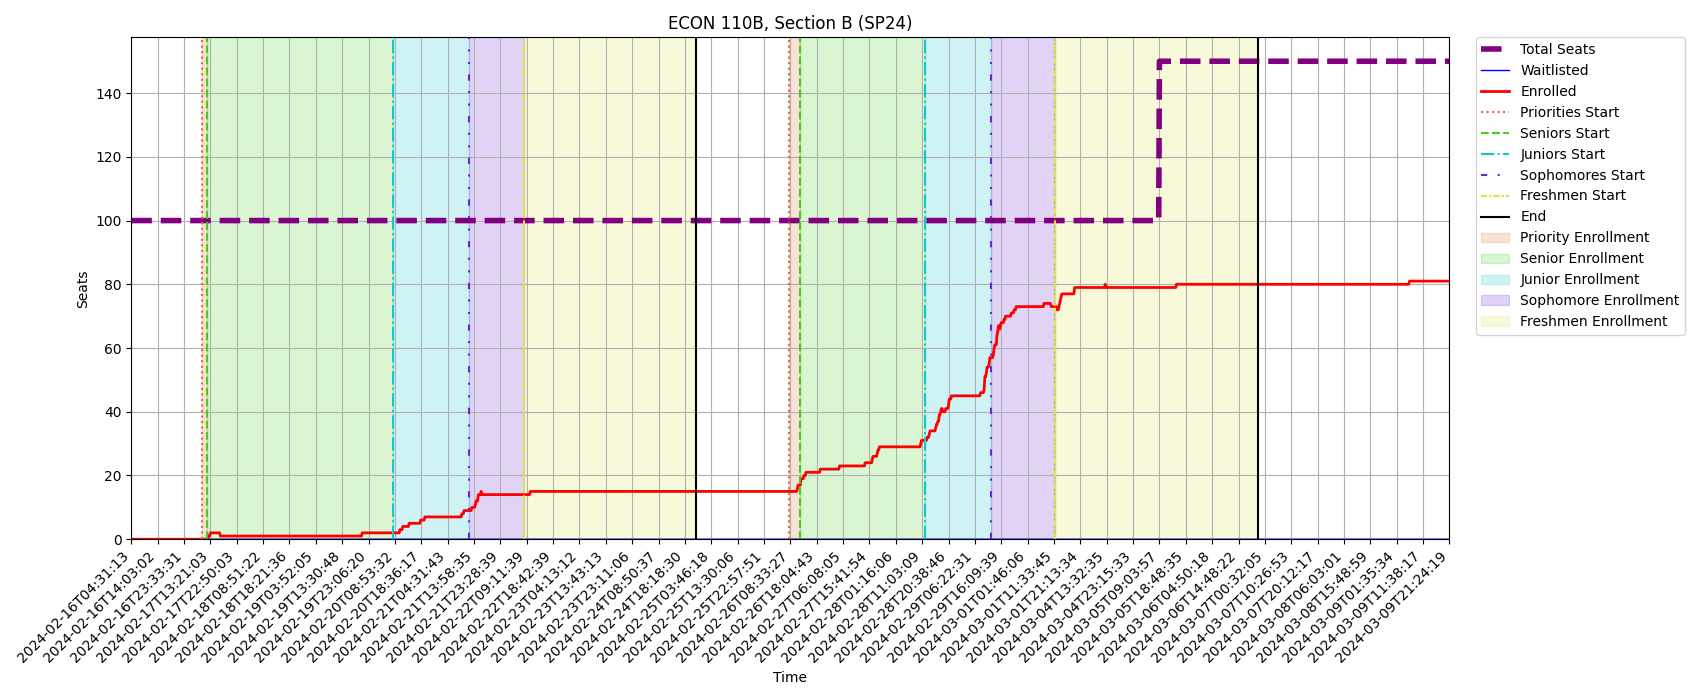 ECON 110B, Section B (SP24)
Total Seats
Waitlisted
Enrolled
Priorities Start
Seniors Start
Juniors Start
Sophomores Start
Freshmen Start
End
Priority Enrollment
Senior Enrollment
Junior Enrollment
Sophomore Enrollment
Freshmen Enrollment
Seats
140
120
100
80
60
40
20
0
2024-02-16T04:31:13
2024-02-16T14:03:02
2024-02-16T23:33:31
2024-02-17T13:21:03
2024-02-17T22:50:03
2024-02-18T08:51:22
2024-02-18T18:21:36
2024-02-19T03:52:05
2024-02-19T13:30:48
2024-02-19T23:06:20
2024-02-20T08:53:32
2024-02-20T18:36:17
2024-02-21T04:31:43
2024-02-21T13:58:35
2024-02-21T23:28:39
2024-02-22T09:11:39
2024-02-22T18:42:39
2024-02-23T04:13:12
2024-02-23T13:43:13
2024-02-23T23:11:06
2024-02-24T08:50:37
2024-02-24T18:18:30
2024-02-25T03:46:18
2024-02-25T13:30:06
2024-02-25T22:57:51
2024-02-26T08:33:27
2024-02-26T18:04:43
2024-02-27T06:08:05
2024-02-27T15:41:54
2024-02-28T01:16:06
2024-02-28T11:03:09
2024-02-28T20:38:46
2024-02-29T06:22:31
2024-02-29T16:09:39
2024-03-01T01:46:06
2024-03-01T11:33:45
2024-03-01T21:13:34
2024-03-04T18:32:35
2024-03-04T23:15:33
2024-03-05T09:03:57
2024-03-05T18:48:35
2024-03-06T04:50:18
2024-03-06T14:48:22
2024-03-07T00:32:05
2024-03-07T10:26:53
2024-03-07T20:12:17
2024-03-08T06:03:01
2024-03-08T15:48:59
2024-03-09T01:35:34
2024-03-09T11:38:17
2024-03-09T21:24:19
Time